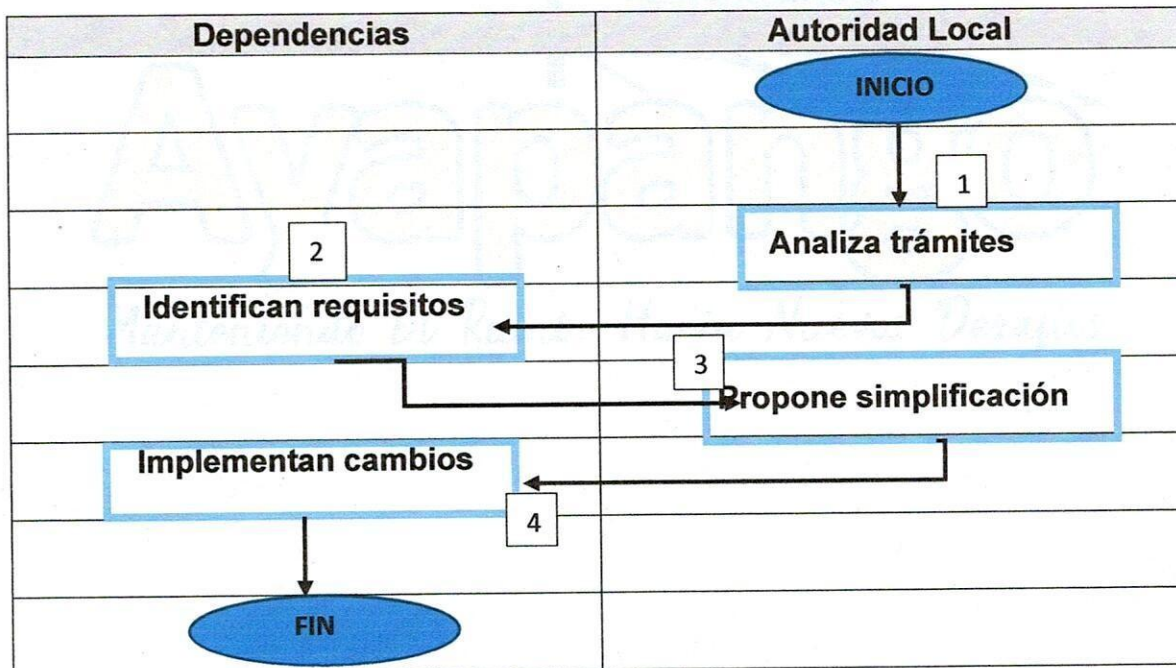 Dependencias
Autoridad Local
INICIO
1
Analiza trámites
2
Identifican requisitos
3
Propone simplificación
Implementan cambios
4
FIN